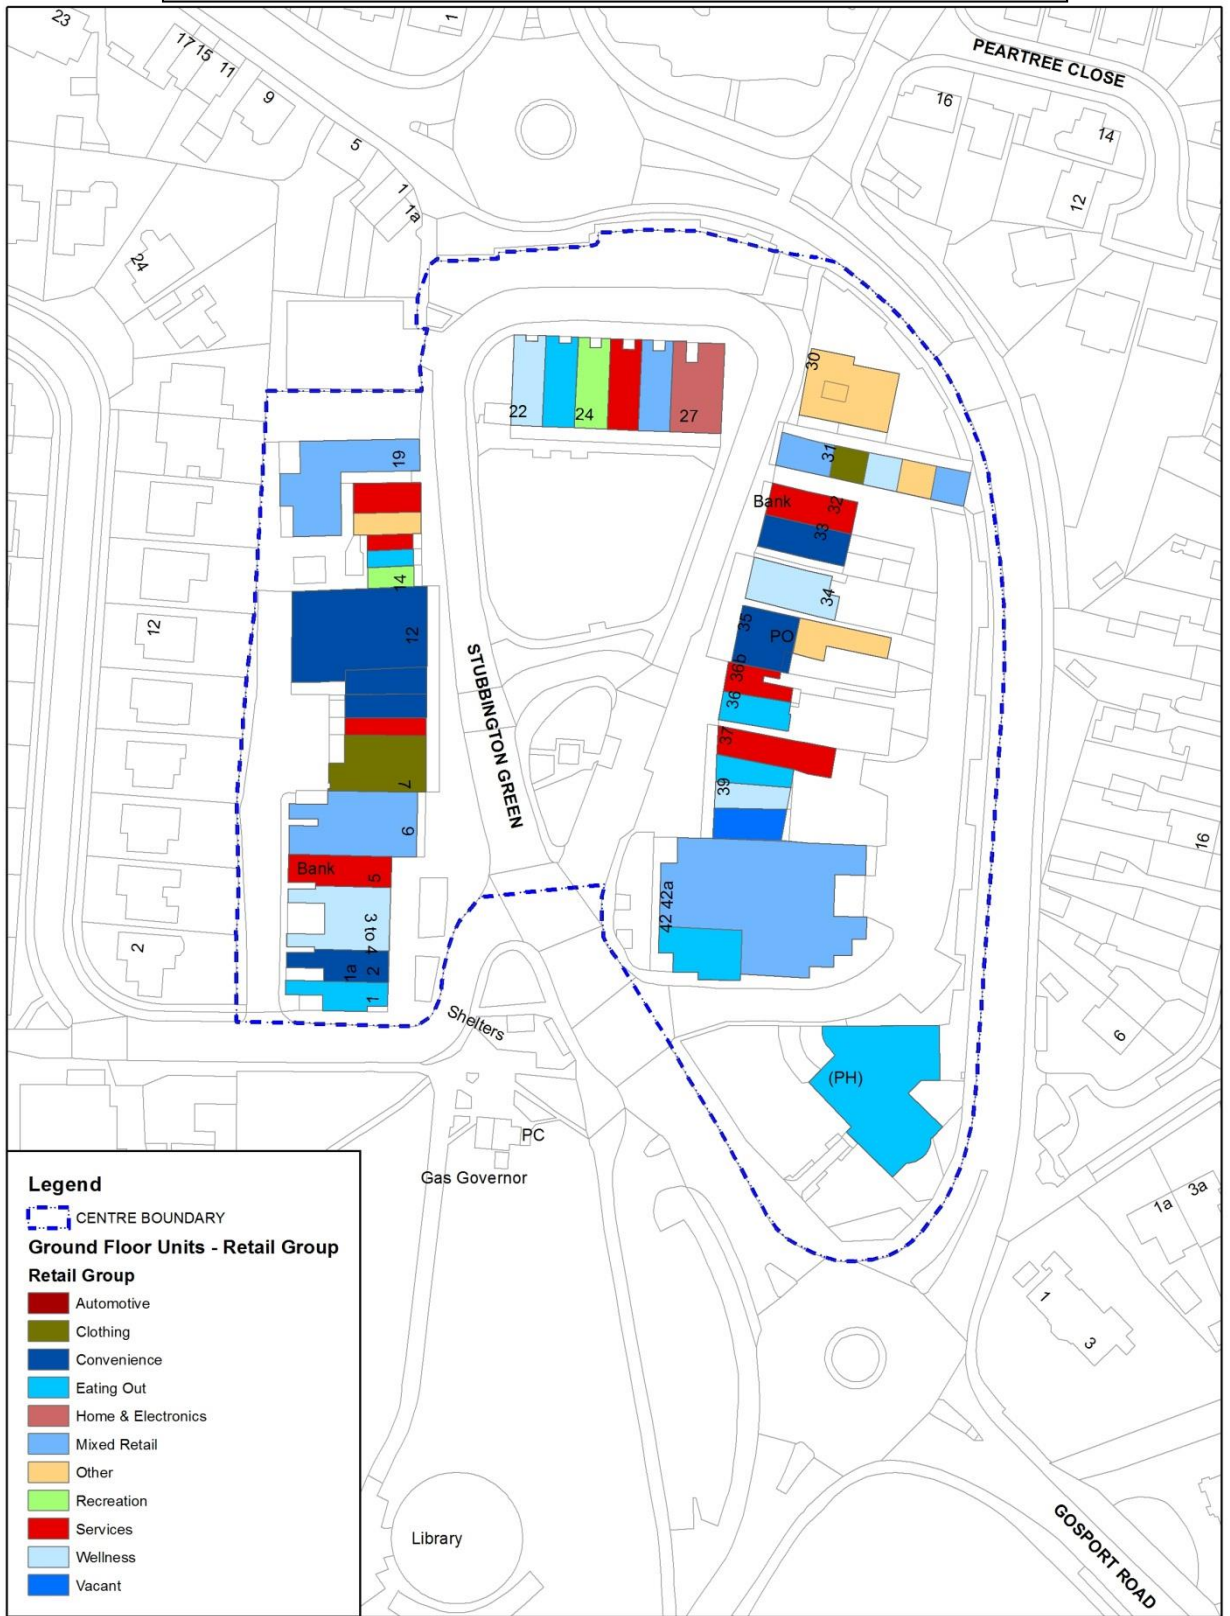 23
17
15
11
9
5
1
1a
1
PEARTREE CLOSE
16
14
12
24
22
24
27
30
31
19
Bank
32
33
14
34
12
12
35
PO
36b
36
STUBBINGTON GREEN
37
39
7
6
Bank
5
42 42a
16
3 to 4
2
1a
2
1
Shelters
6
(PH)
PC
Gas Governor
3a
1a
1
3
Legend
CENTRE BOUNDARY
Ground Floor Units - Retail Group
Retail Group
Automotive
Clothing
Convenience
Eating Out
Home & Electronics
Mixed Retail
Other
Recreation
Services
Wellness
Vacant
Library
GOSPORT ROAD